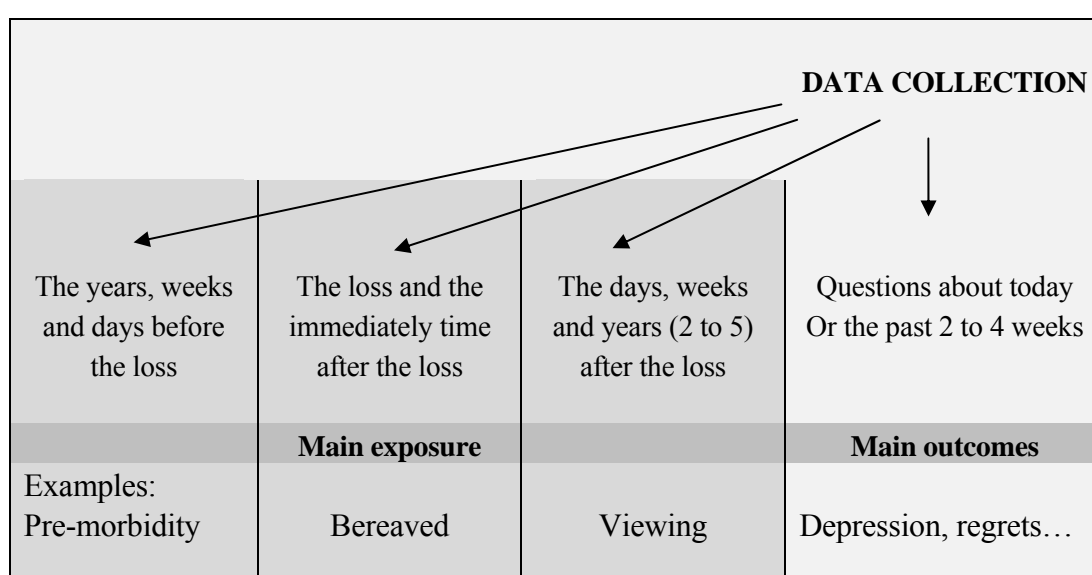 DATA COLLECTION
The years, weeks
and days before
the loss
The loss and the
immediately time
after the loss
The days, weeks
and years (2 to 5)
after the loss
Questions about today
Or the past 2 to 4 weeks
Main exposure
Main outcomes
Examples:
Pre-morbidity
Bereaved
Viewing
Depression, regrets…